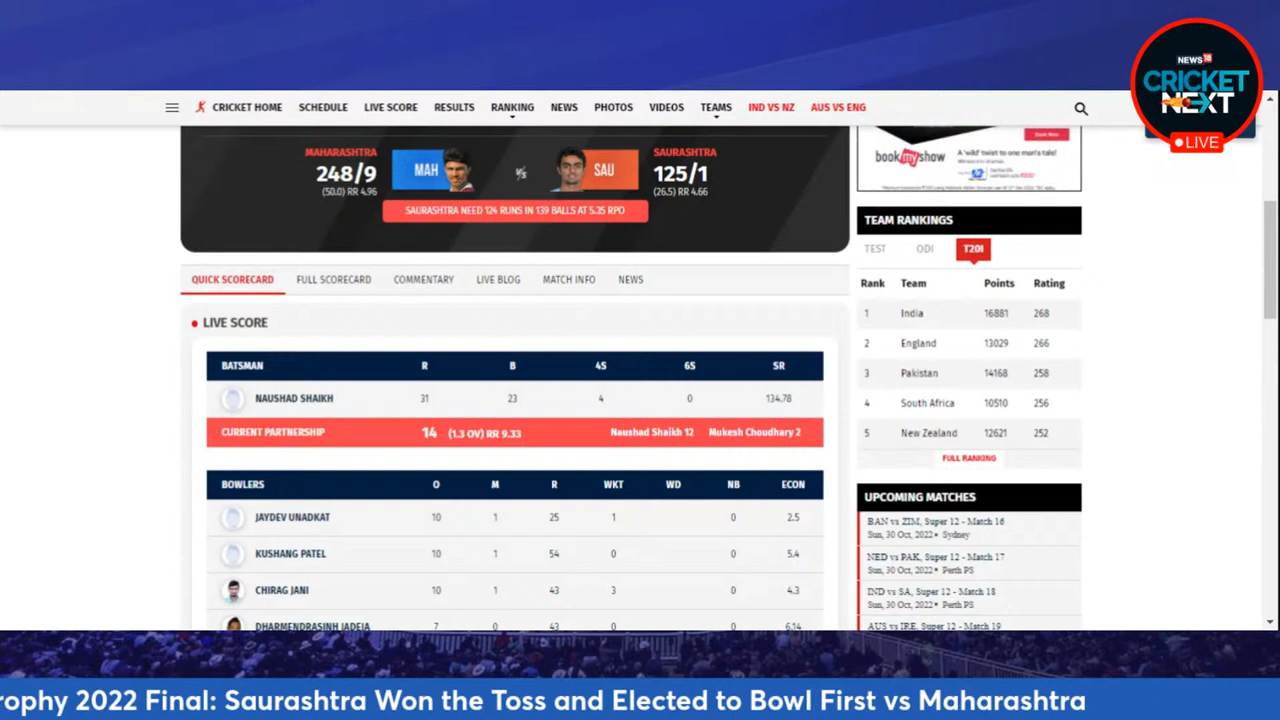 NEWS18
CRICKET
NEXT
LIVE
CRICKET HOME SCHEDULE LIVE SCORE RESULTS RANKING NEWS PHOTOS VIDEOS TEAMS IND VS NZ AUS VS ENG
MAHARASHTRA
248/9
(50.0) RR 4.96
MAH
V/S
SAU
SAURASHTRA
125/1
(26.5) RR 4.66
SAURASHTRA NEED 124 RUNS IN 139 BALLS AT 5.35 RPO
Book Now
bookmyshow
A 'wild' twist to one man's tale!
QUICK SCORECARD FULL SCORECARD COMMENTARY LIVE BLOG MATCH INFO NEWS
LIVE SCORE
BATSMAN R B 4S 6S SR
NAUSHAD SHAIKH 31 23 4 0 134.78
CURRENT PARTNERSHIP 14 (1.3 OV) RR 9.33 Naushad Shaikh 12 Mukesh Choudhary 2
BOWLERS O M R WKT WD NB ECON
JAYDEV UNADKAT 10 1 25 1 0 2.5
KUSHANG PATEL 10 1 54 0 0 5.4
CHIRAG JANI 10 1 43 3 0 4.3
DHARMENDRASINH JADEJA 7 0 43 0 0 6.14
TEAM RANKINGS
TEST ODI T20I
Rank Team Points Rating
1 India 16881 268
2 England 13029 266
3 Pakistan 14168 258
4 South Africa 10510 256
5 New Zealand 12621 252
FULL RANKING
UPCOMING MATCHES
BAN vs ZIM, Super 12 - Match 16
Sun, 30 Oct, 2022 • Sydney
NED vs PAK, Super 12 - Match 17
Sun, 30 Oct, 2022 • Perth PS
IND vs SA, Super 12 - Match 18
Sun, 30 Oct, 2022 • Perth PS
AUS vs IRE, Super 12 - Match 19
rophy 2022 Final: Saurashtra Won the Toss and Elected to Bowl First vs Maharashtra